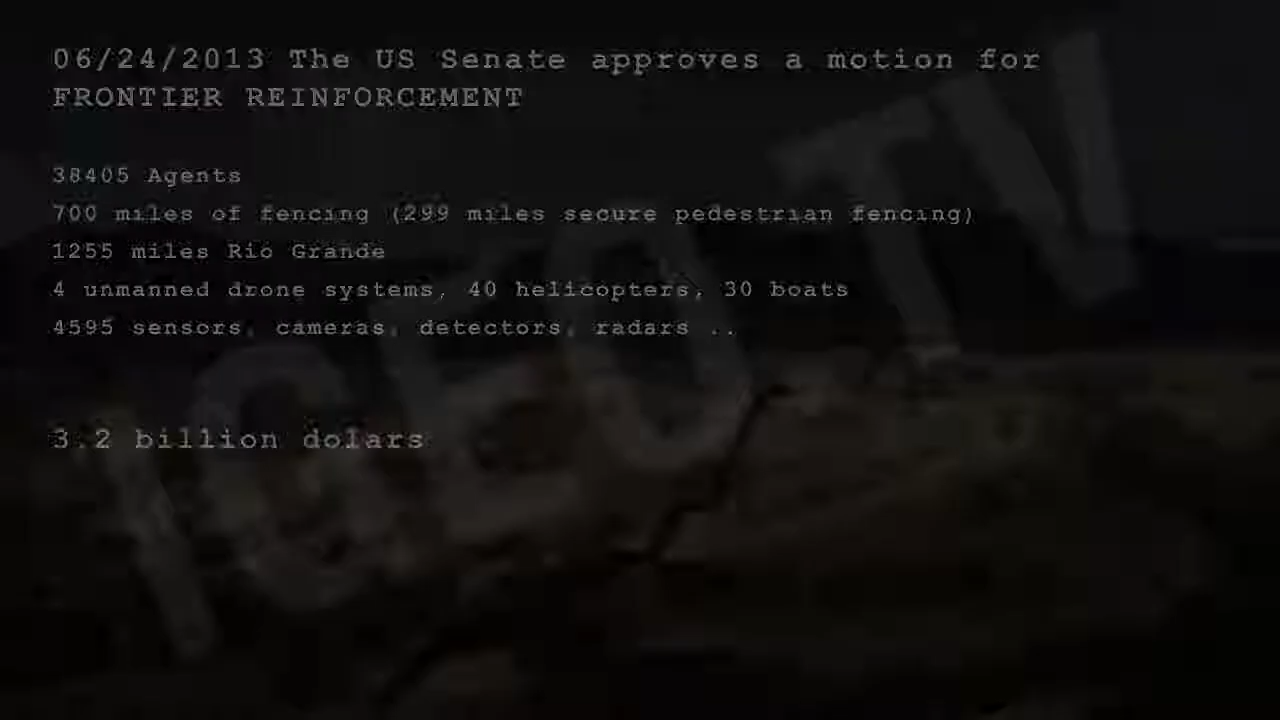 06/24/2013 The US Senate approves a motion for
FRONTIER REINFORCEMENT
38405 Agents
700 miles of fencing (299 miles secure pedestrian fencing)
1255 miles Rio Grande
4 unmanned drone systems, 40 helicopters, 30 boats
4595 sensors, cameras, detectors, radars ..
3.2 billion dolars
IGEO TV